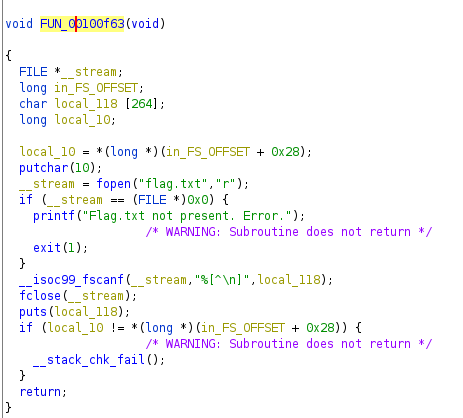 void FUN_00100f63(void)
{
FILE *__stream;
long in_FS_OFFSET;
char local_118 [264];
long local_10;
local_10 = *(long *)(in_FS_OFFSET + 0x28);
putchar(10);
__stream = fopen("flag.txt","r");
if (__stream == (FILE *)0x0) {
printf("Flag.txt not present. Error.");
/* WARNING: Subroutine does not return */
exit(1);
}
__isoc99_fscanf(__stream,"%[^\n]",local_118);
fclose(__stream);
puts(local_118);
if (local_10 != *(long *)(in_FS_OFFSET + 0x28)) {
/* WARNING: Subroutine does not return */
__stack_chk_fail();
}
return;
}